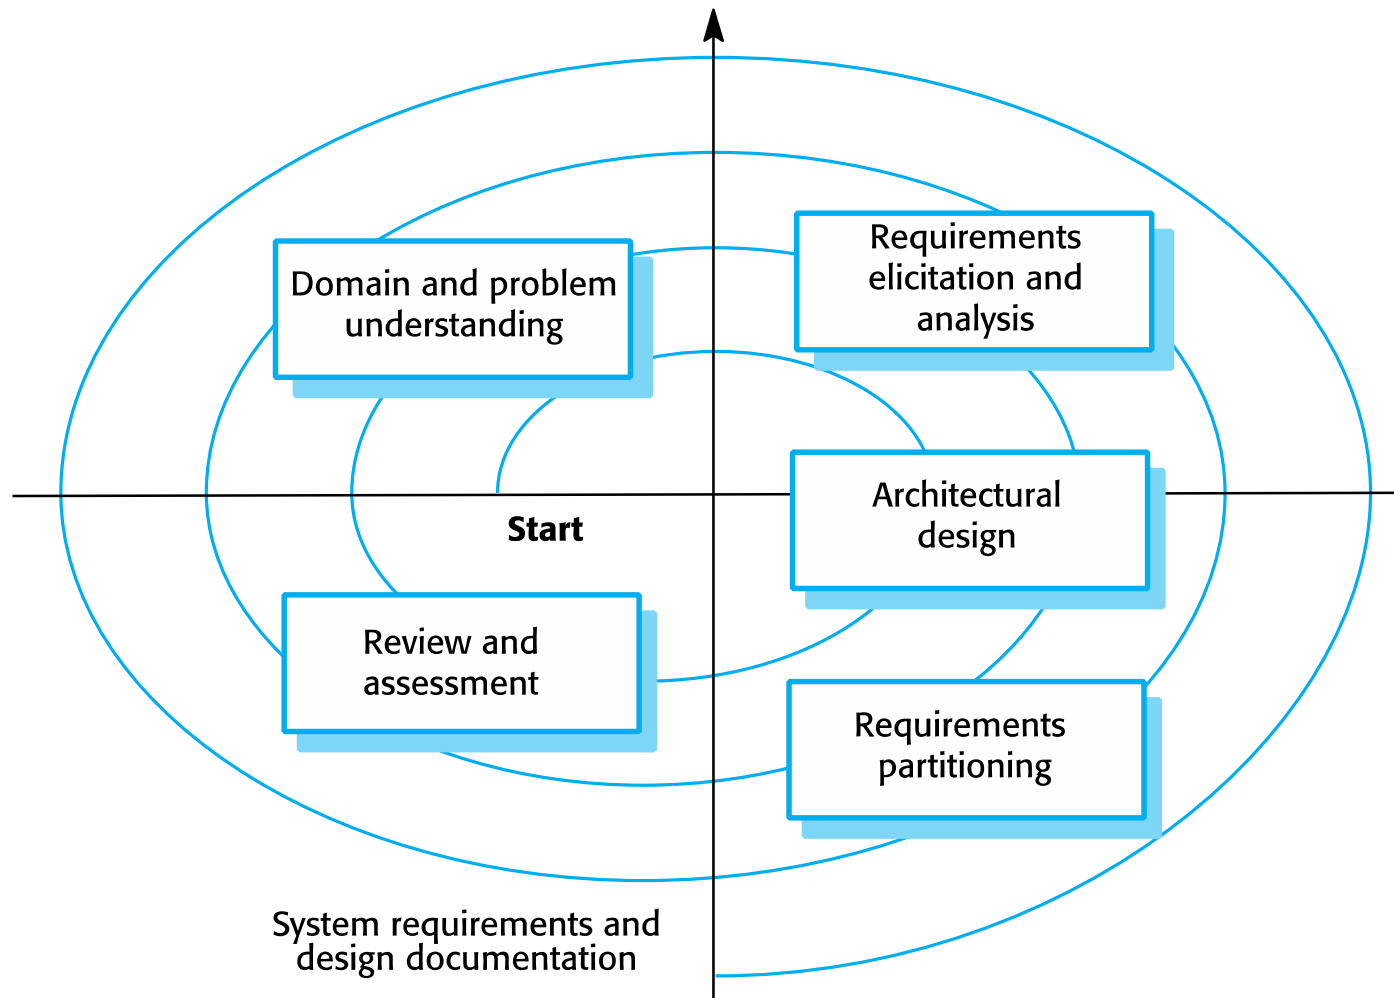 Domain and problem
understanding
Requirements
elicitation and
analysis
Architectural
design
Start
Review and
assessment
Requirements
partitioning
System requirements and
design documentation